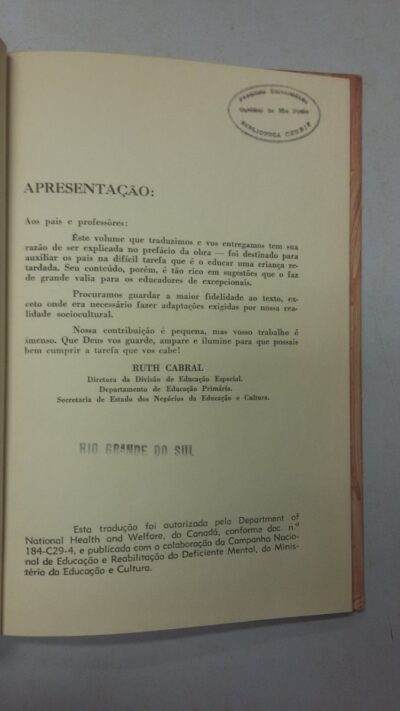 BIBLIOTECA
APRESENTAÇÃO:
Aos pais e professôres:
Êste volume que traduzimos e vos entregamos tem sua
razão de ser explicada no prefácio da obra — foi destinado para
auxiliar os pais na difícil tarefa que é o educar uma criança re-
tardada. Seu conteúdo, porém, é tão rico em sugestões que o faz
de grande valia para os educadores de excepcionais.
Procuramos guardar a maior fidelidade ao texto, ex-
ceto onde era necessário fazer adaptações exigidas por nossa rea-
lidade sociocultural.
Nossa contribuição é pequena, mas vosso trabalho é
imenso. Que Deus vos guarde, ampare e ilumine para que possais
bem cumprir a tarefa que vos cabe!
RUTH CABRAL
Diretora da Divisão de Educação Especial.
Departamento de Educação Primária.
Secretaria de Estado dos Negócios da Educação e Cultura.
RIO GRANDE DO SUL
Esta tradução foi autorizada pelo Department of
National Health and Welfare, do Canadá, conforme doc. n.º
184-C29-4, e publicada com a colaboração da Campanha Nacio-
nal de Educação e Reabilitação do Deficiente Mental, do Minis-
tério da Educação e Cultura.